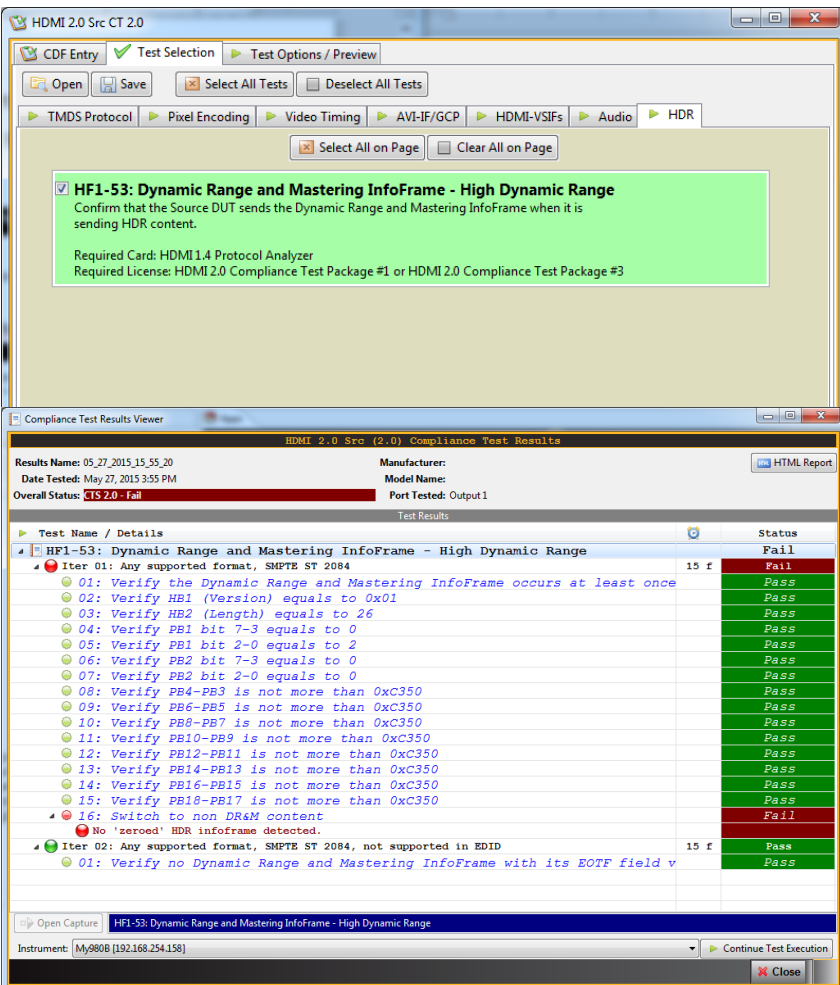 HDMI 2.0 Src CT 2.0
CDF Entry Test Selection Test Options / Preview
Open Save Select All Tests Deselect All Tests
TMDS Protocol Pixel Encoding Video Timing AVI-IF/GCP HDMI-VSIFs Audio HDR
Select All on Page Clear All on Page
HF1-53: Dynamic Range and Mastering InfoFrame - High Dynamic Range
Confirm that the Source DUT sends the Dynamic Range and Mastering InfoFrame when it is
sending HDR content.
Required Card: HDMI 1.4 Protocol Analyzer
Required License: HDMI 2.0 Compliance Test Package #1 or HDMI 2.0 Compliance Test Package #3
Compliance Test Results Viewer
HDMI 2.0 Src (2.0) Compliance Test Results
Results Name: 05_27_2015_15_55_20 Manufacturer: HTML Report
Date Tested: May 27, 2015 3:55 PM Model Name:
Overall Status: CTS 2.0 - Fail Port Tested: Output 1
Test Results
Test Name / Details Status
HF1-53: Dynamic Range and Mastering InfoFrame - High Dynamic Range Fail
Iter 01: Any supported format, SMPTE ST 2084 15 f Fail
01: Verify the Dynamic Range and Mastering InfoFrame occurs at least once Pass
02: Verify HB1 (Version) equals to 0x01 Pass
03: Verify HB2 (Length) equals to 26 Pass
04: Verify PB1 bit 7-3 equals to 0 Pass
05: Verify PB1 bit 2-0 equals to 2 Pass
06: Verify PB2 bit 7-3 equals to 0 Pass
07: Verify PB2 bit 2-0 equals to 0 Pass
08: Verify PB4-PB3 is not more than 0xC350 Pass
09: Verify PB6-PB5 is not more than 0xC350 Pass
10: Verify PB8-PB7 is not more than 0xC350 Pass
11: Verify PB10-PB9 is not more than 0xC350 Pass
12: Verify PB12-PB11 is not more than 0xC350 Pass
13: Verify PB14-PB13 is not more than 0xC350 Pass
14: Verify PB16-PB15 is not more than 0xC350 Pass
15: Verify PB18-PB17 is not more than 0xC350 Pass
16: Switch to non DR&M content Fail
No 'zeroed' HDR infoframe detected.
Iter 02: Any supported format, SMPTE ST 2084, not supported in EDID 15 f Pass
01: Verify no Dynamic Range and Mastering InfoFrame with its EOTF field v Pass
Open Capture HF1-53: Dynamic Range and Mastering InfoFrame - High Dynamic Range
Instrument: My980B [192.168.254.158] Continue Test Execution
Close